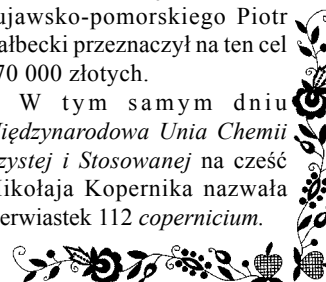 ujawsko-pomorskiego Piotr
ałbecki przeznaczył na ten cel
70 000 złotych.
W tym samym dniu
iędzynarodowa Unia Chemii
zystej i Stosowanej na cześć
ikołaja Kopernika nazwała
erwiastek 112 copernicium.